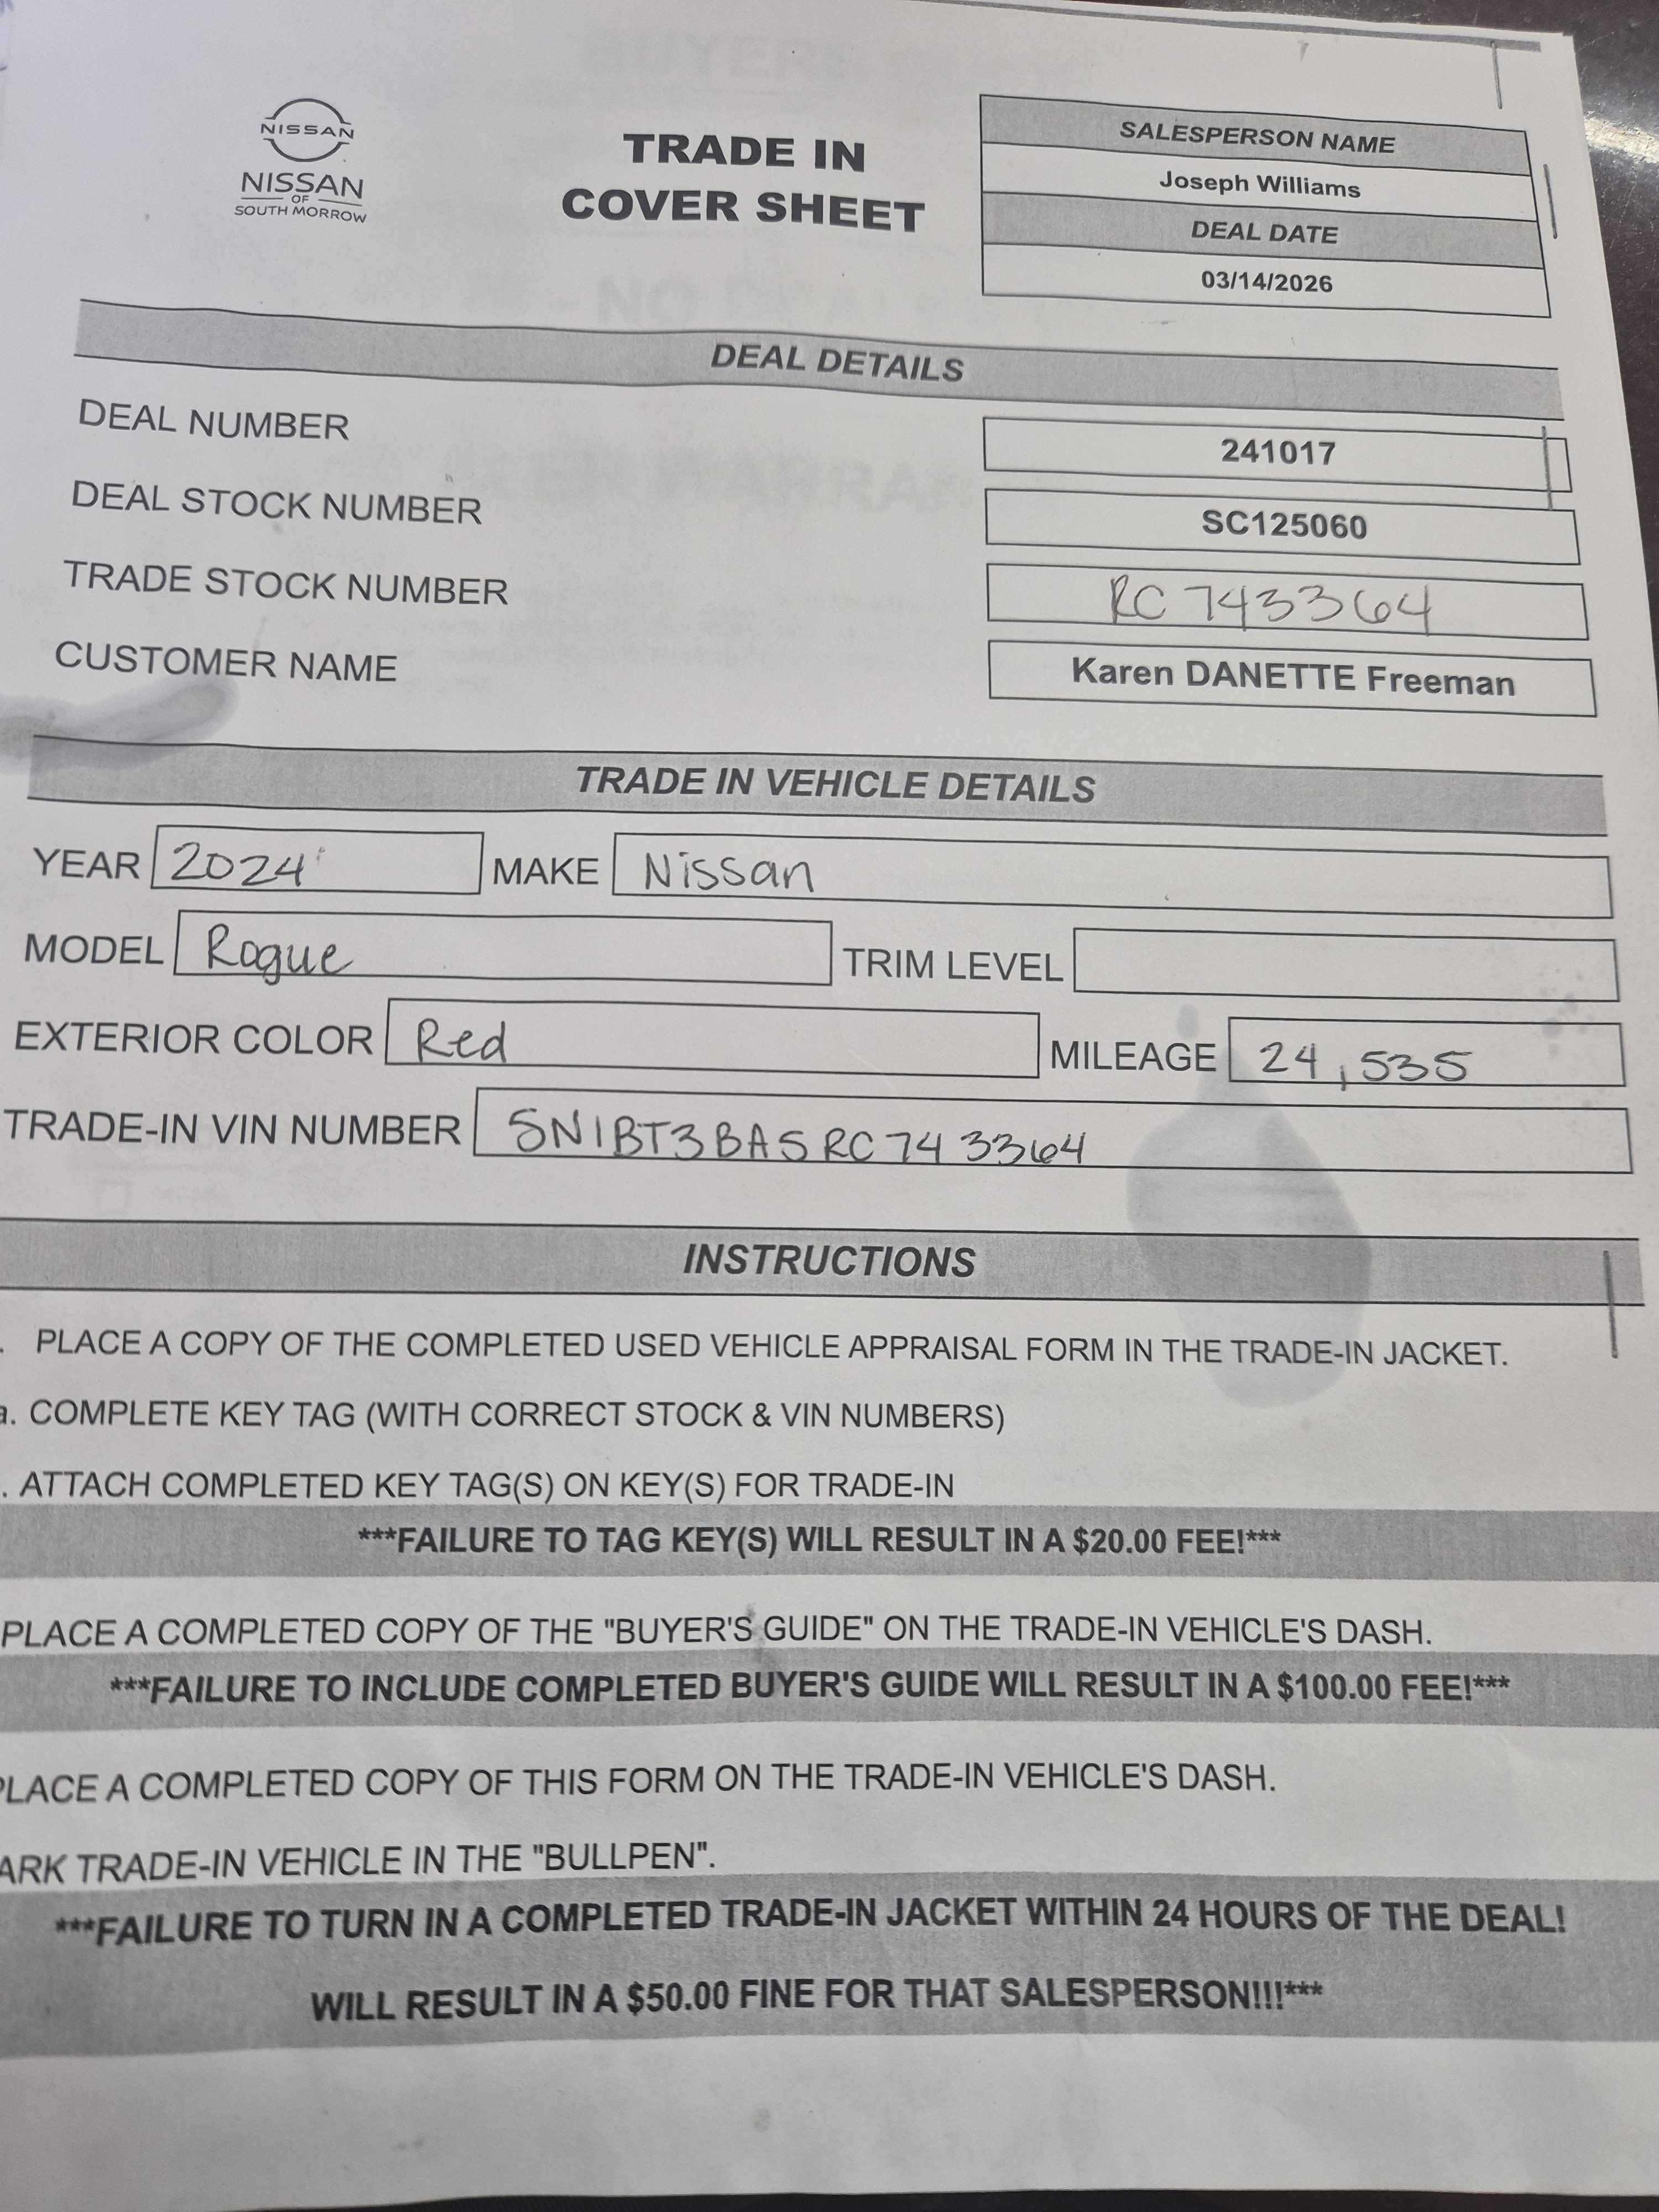 NISSAN
NISSAN
OF
SOUTH MORROW
TRADE IN
COVER SHEET
SALESPERSON NAME
Joseph Williams
DEAL DATE
03/14/2026
DEAL DETAILS
DEAL NUMBER 241017
DEAL STOCK NUMBER SC125060
TRADE STOCK NUMBER RC743364
CUSTOMER NAME Karen DANETTE Freeman
TRADE IN VEHICLE DETAILS
YEAR 2024 MAKE Nissan
MODEL Rogue TRIM LEVEL
EXTERIOR COLOR Red MILEAGE 24,535
TRADE-IN VIN NUMBER 5N1BT3BA5RC743364
INSTRUCTIONS
. PLACE A COPY OF THE COMPLETED USED VEHICLE APPRAISAL FORM IN THE TRADE-IN JACKET.
a. COMPLETE KEY TAG (WITH CORRECT STOCK & VIN NUMBERS)
. ATTACH COMPLETED KEY TAG(S) ON KEY(S) FOR TRADE-IN
***FAILURE TO TAG KEY(S) WILL RESULT IN A $20.00 FEE!***
PLACE A COMPLETED COPY OF THE "BUYER'S GUIDE" ON THE TRADE-IN VEHICLE'S DASH.
***FAILURE TO INCLUDE COMPLETED BUYER'S GUIDE WILL RESULT IN A $100.00 FEE!***
PLACE A COMPLETED COPY OF THIS FORM ON THE TRADE-IN VEHICLE'S DASH.
ARK TRADE-IN VEHICLE IN THE "BULLPEN".
***FAILURE TO TURN IN A COMPLETED TRADE-IN JACKET WITHIN 24 HOURS OF THE DEAL!
WILL RESULT IN A $50.00 FINE FOR THAT SALESPERSON!!!***